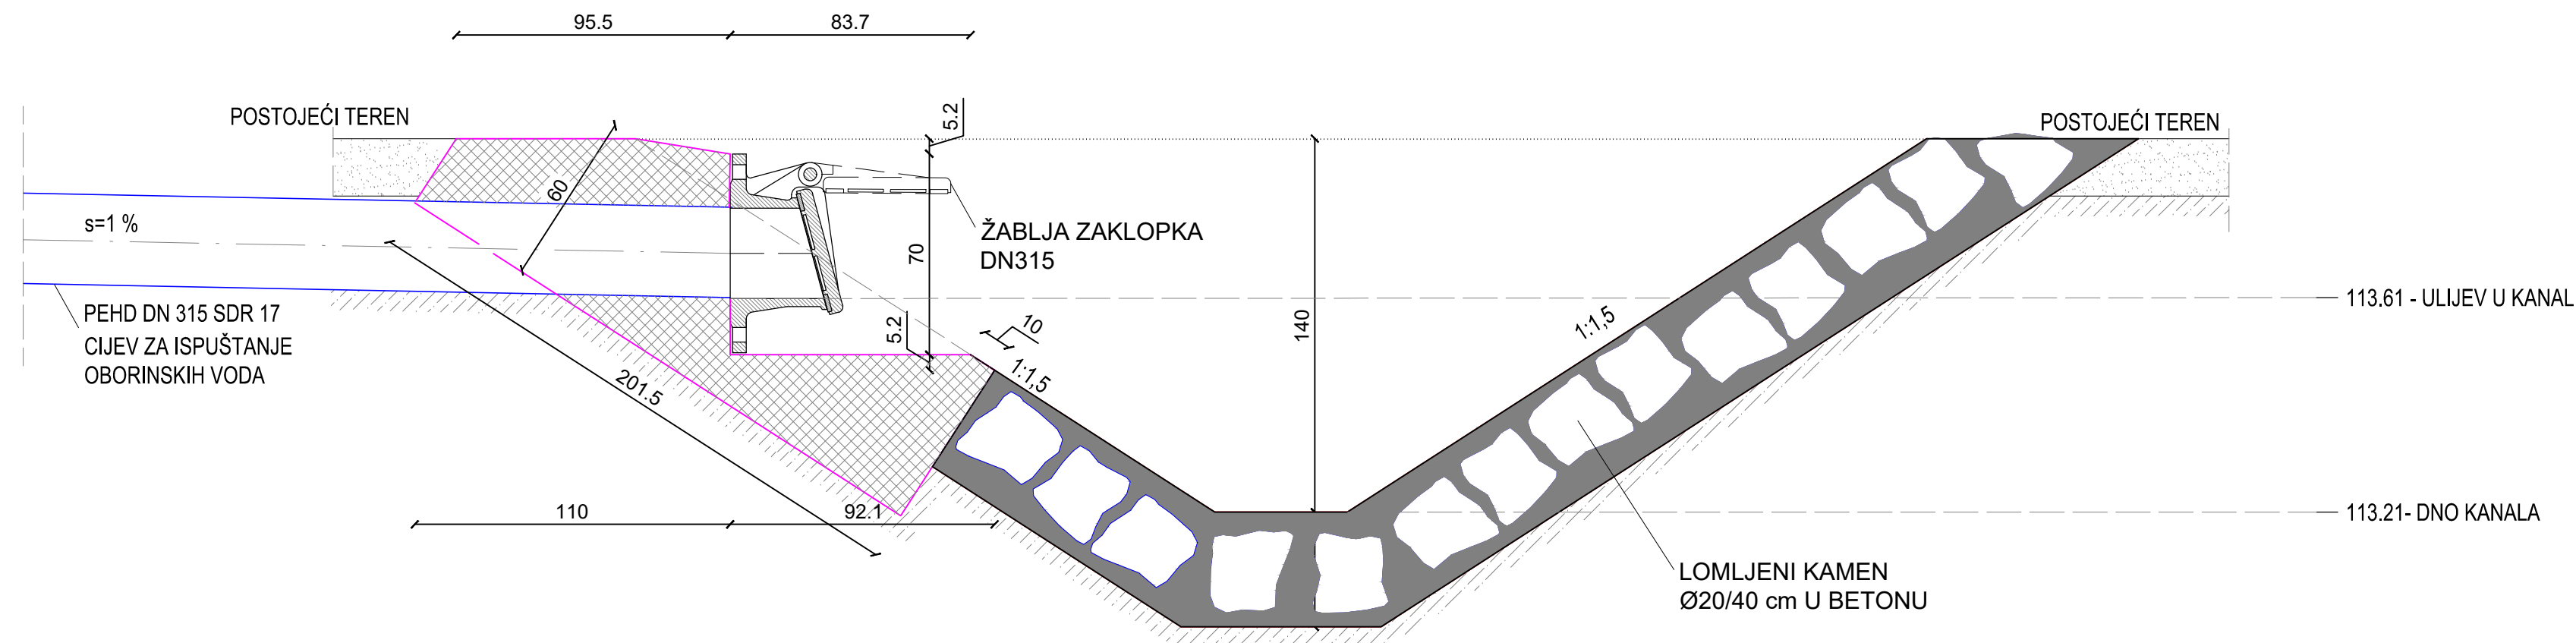 95.5
83.7
POSTOJEĆI TEREN
5.2
POSTOJEĆI TEREN
60
s=1 %
ŽABLJA ZAKLOPKA
DN315
70
PEHD DN 315 SDR 17
CIJEV ZA ISPUŠTANJE
OBORINSKIH VODA
5.2
10
1:1,5
140
1:1,5
113.61 - ULIJEV U KANAL
201.5
110
92.1
113.21- DNO KANALA
LOMLJENI KAMEN
Ø20/40 cm U BETONU